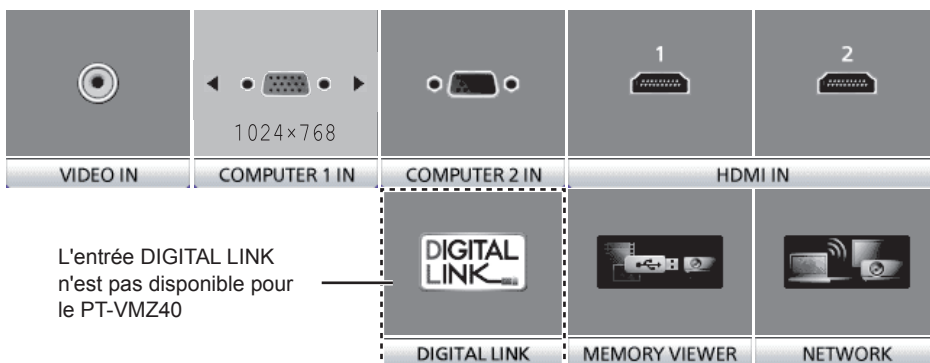 1
2
1024×768
VIDEO IN
COMPUTER 1 IN
COMPUTER 2 IN
HDMI IN
L'entrée DIGITAL LINK
n'est pas disponible pour
le PT-VMZ40
DIGITAL
LINK
DIGITAL LINK
MEMORY VIEWER
NETWORK